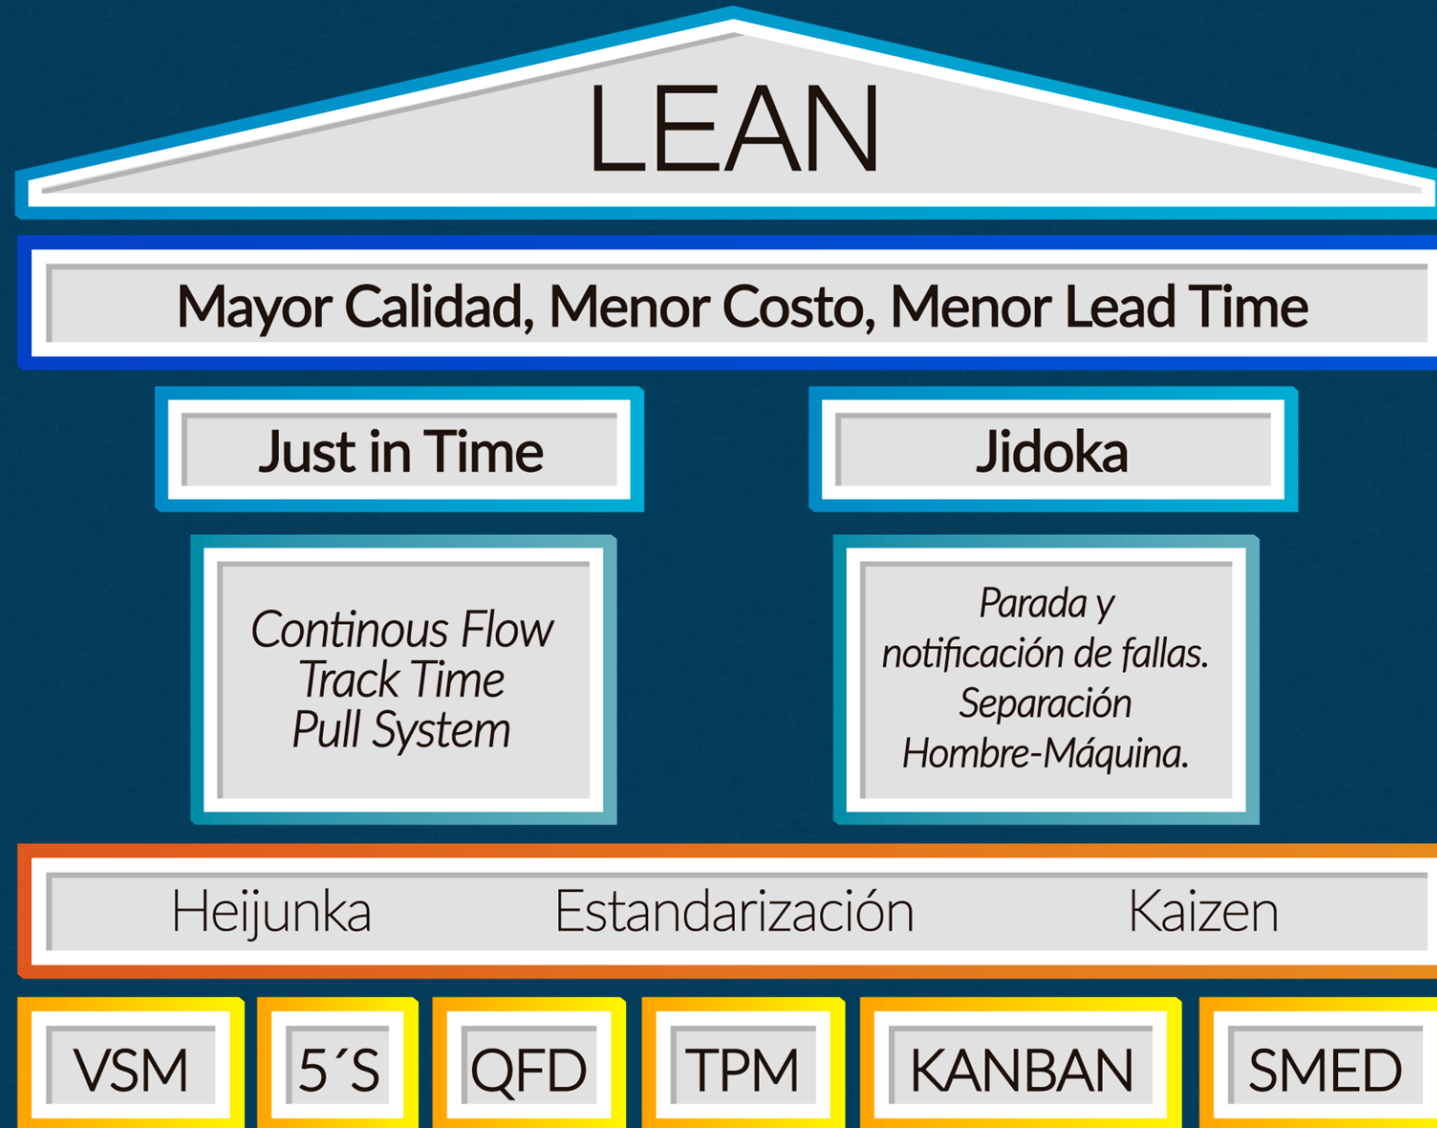 LEAN
Mayor Calidad, Menor Costo, Menor Lead Time
Just in Time
Jidoka
Continous Flow
Track Time
Pull System
Parada y
notificación de fallas.
Separación
Hombre-Máquina.
Heijunka Estandarización Kaizen
VSM 5´S QFD TPM KANBAN SMED